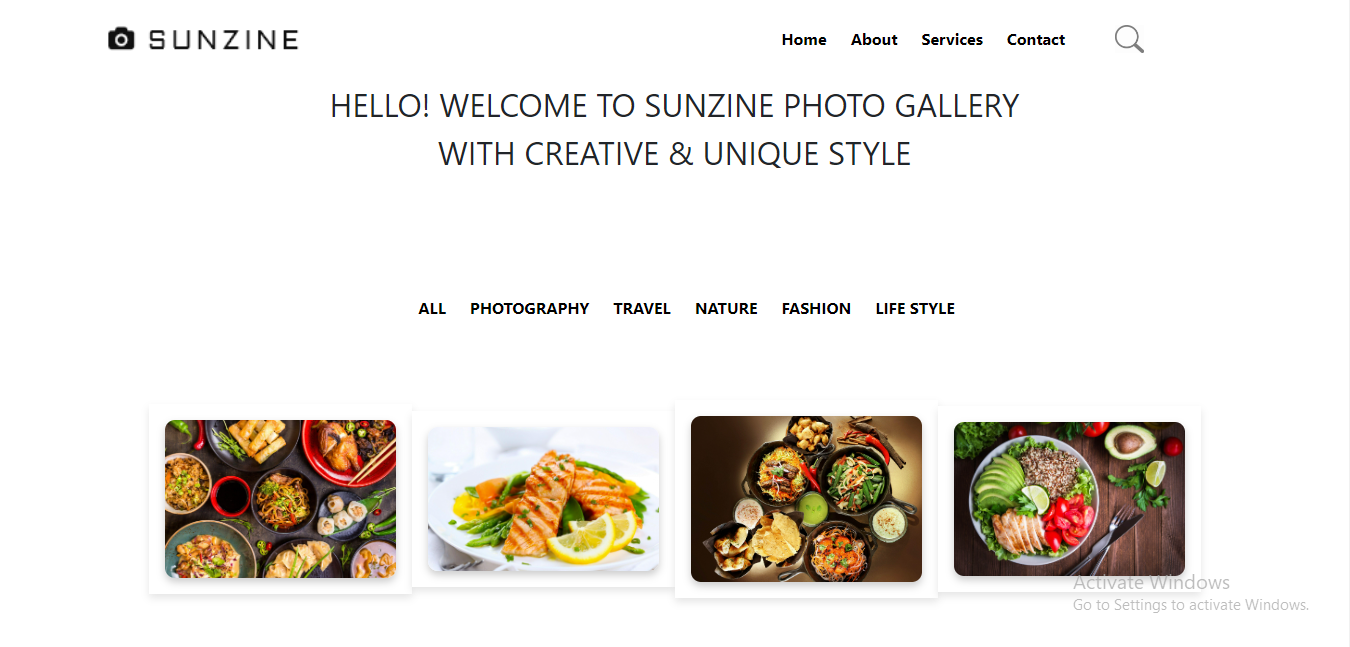 SUNZINE
Home About Services Contact
HELLO! WELCOME TO SUNZINE PHOTO GALLERY
WITH CREATIVE & UNIQUE STYLE
ALL PHOTOGRAPHY TRAVEL NATURE FASHION LIFE STYLE
Activate Windows
Go to Settings to activate Windows.